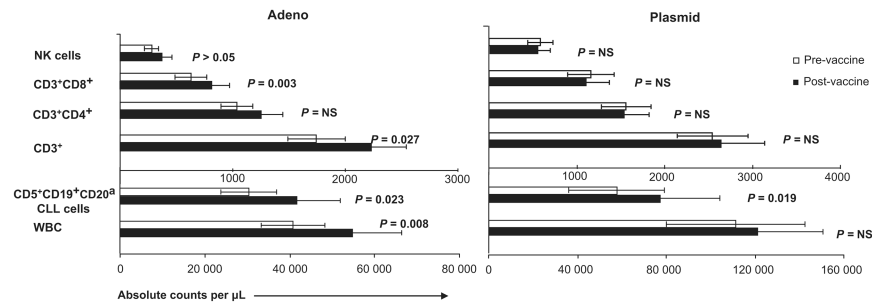 Adeno
Plasmid
NK cells
P > 0.05
P = NS
Pre-vaccine
CD3⁺CD8⁺
P = 0.003
P = NS
Post-vaccine
CD3⁺CD4⁺
P = NS
P = NS
CD3⁺
P = 0.027
P = NS
1000 2000 3000
1000 2000 3000 4000
CD5⁺CD19⁺CD20ᵃ
CLL cells
P = 0.023
P = 0.019
WBC
P = 0.008
P = NS
0 20 000 40 000 60 000 80 000
0 40 000 80 000 120 000 160 000
Absolute counts per µL